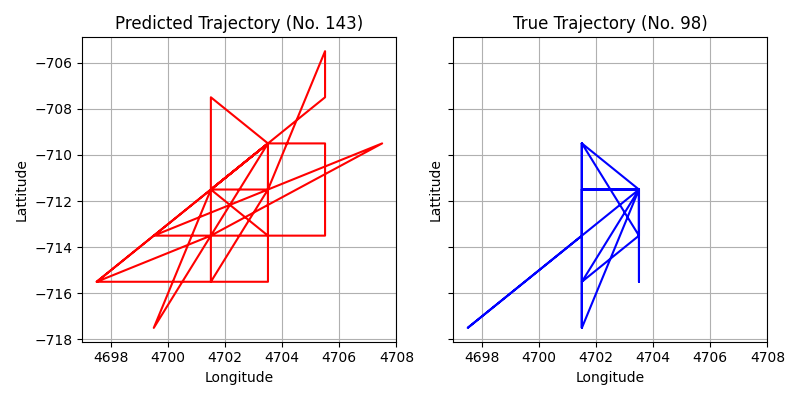 Predicted Trajectory (No. 143)
True Trajectory (No. 98)
−706
−708
−710
−712
−714
−716
−718
Lattitude
Lattitude
4698 4700 4702 4704 4706 4708
4698 4700 4702 4704 4706 4708
Longitude
Longitude